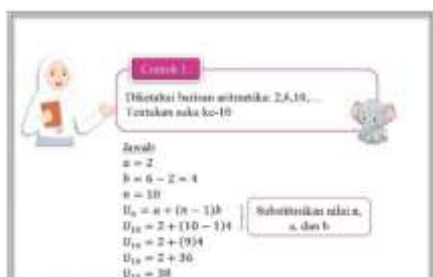 Contoh 1
Diketahui barisan aritmetika: 2,6,10, ...
Tentukan suku ke-10
Jawab
a = 2
b = 6 − 2 = 4
n = 10
Uₙ = a + (n − 1)b
U₁₀ = 2 + (10 − 1)4
U₁₀ = 2 + (9)4
U₁₀ = 2 + 36
U₁₀ = 38
Substitusikan nilai n,
a, dan b